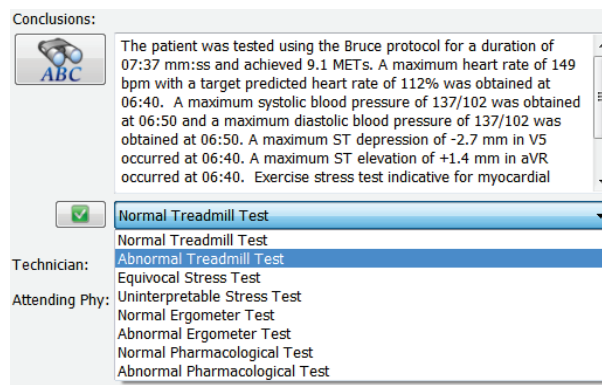 Conclusions:
ABC
The patient was tested using the Bruce protocol for a duration of
07:37 mm:ss and achieved 9.1 METs. A maximum heart rate of 149
bpm with a target predicted heart rate of 112% was obtained at
06:40.  A maximum systolic blood pressure of 137/102 was obtained
at 06:50 and a maximum diastolic blood pressure of 137/102 was
obtained at 06:50. A maximum ST depression of -2.7 mm in V5
occurred at 06:40. A maximum ST elevation of +1.4 mm in aVR
occurred at 06:40.  Exercise stress test indicative for myocardial
Normal Treadmill Test
Normal Treadmill Test
Abnormal Treadmill Test
Equivocal Stress Test
Uninterpretable Stress Test
Normal Ergometer Test
Abnormal Ergometer Test
Normal Pharmacological Test
Abnormal Pharmacological Test
Technician:
Attending Phy: